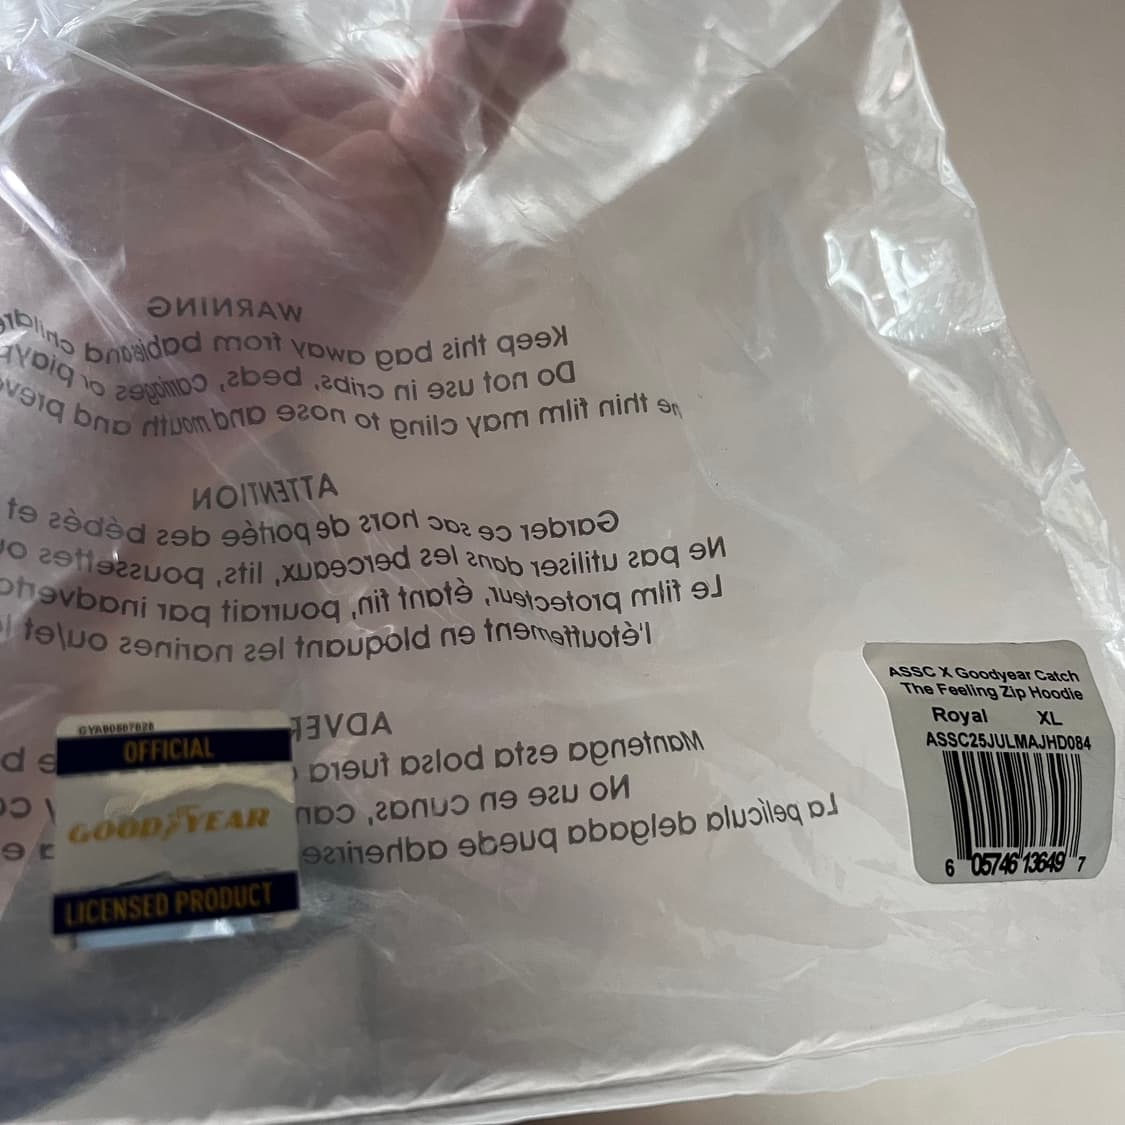 WARNING
Keep this bag away from babies and childre
Do not use in cribs, beds, carriages or playp
he thin film may cling to nose and mouth and preve
ATTENTION
Garder ce sac hors de portée des bébés et
Ne pas utiliser dans les berceaux, lits, poussettes ou
Le film protecteur, étant fin, pourrait par inadverta
l'étouffement en bloquant les narines ou/et l
ADVER
Mantenga esta bolsa fuera
No use en cunas, cam
La película delgada puede adherirse
OFFICIAL
GOODYEAR
LICENSED PRODUCT
ASSC X Goodyear Catch
The Feeling Zip Hoodie
Royal XL
ASSC25JULMAJHD084
6 05746 13649 7